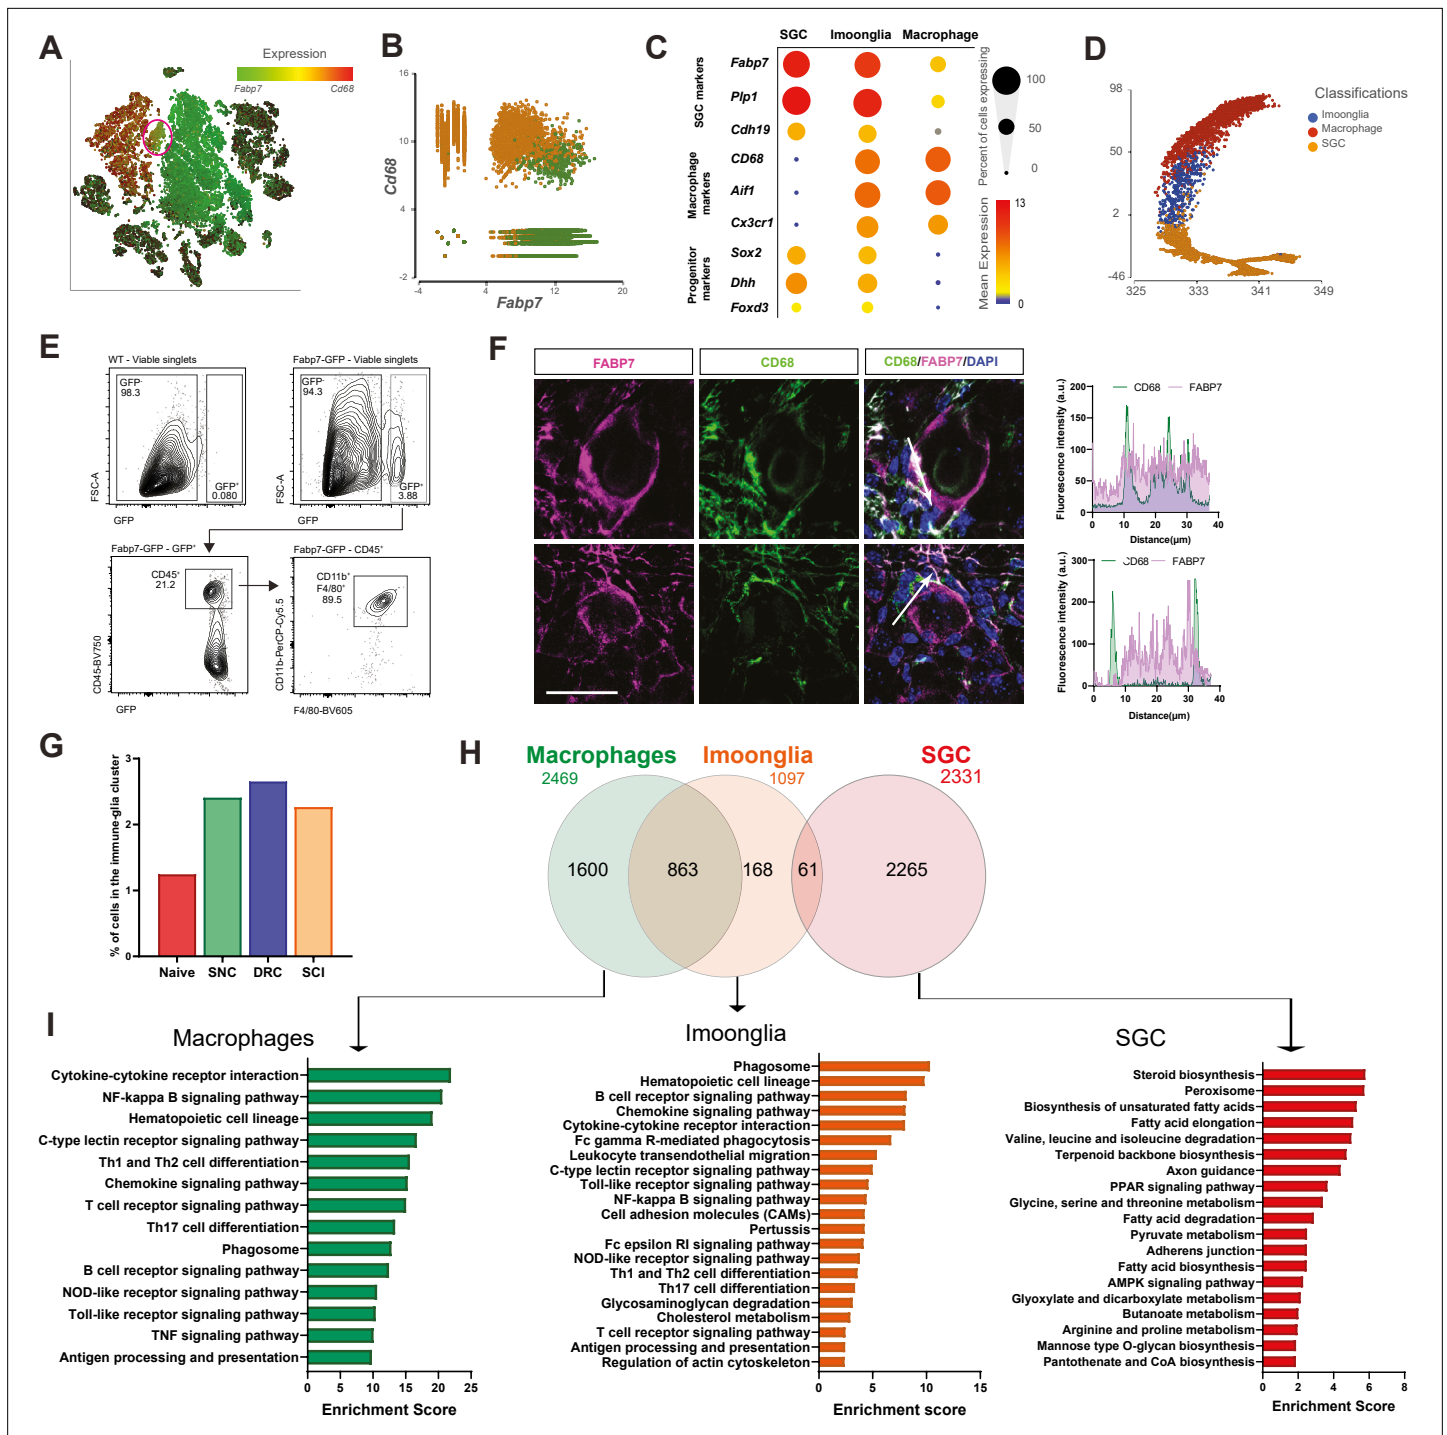 A
Expression
Fabp7
Cd68
B
16
10
4
-2
-4
4
12
20
Cd68
Fabp7
C
SGC
Imoonglia
Macrophage
SGC markers
Macrophage
markers
Progenitor
markers
Fabp7
Plp1
Cdh19
CD68
Aif1
Cx3cr1
Sox2
Dhh
Foxd3
Percent of cells expressing
100
50
0
Mean Expression
13
0
D
98
50
2
-46
325
333
341
349
Classifications
Imoonglia
Macrophage
SGC
E
WT - Viable singlets
GFP-
98.3
GFP+
0.080
FSC-A
GFP
Fabp7-GFP - Viable singlets
GFP-
94.3
GFP+
3.88
FSC-A
GFP
Fabp7-GFP - GFP+
CD45+
21.2
CD45-BV750
GFP
Fabp7-GFP - CD45+
CD11b+
F4/80+
89.5
CD11b-PerCP-Cy5.5
F4/80-BV605
F
FABP7
CD68
CD68/FABP7/DAPI
CD68
FABP7
Fluorescence intensity (a.u.)
200
150
100
50
0
0
10
20
30
40
Distance(µm)
CD68
FABP7
Fluorescence intensity (a.u.)
300
200
100
0
0
10
20
30
40
Distance(µm)
G
% of cells in the immune-glia cluster
3
2
1
0
Naive
SNC
DRC
SCI
H
Macrophages
2469
Imoonglia
1097
SGC
2331
1600
863
168
61
2265
I
Macrophages
Cytokine-cytokine receptor interaction
NF-kappa B signaling pathway
Hematopoietic cell lineage
C-type lectin receptor signaling pathway
Th1 and Th2 cell differentiation
Chemokine signaling pathway
T cell receptor signaling pathway
Th17 cell differentiation
Phagosome
B cell receptor signaling pathway
NOD-like receptor signaling pathway
Toll-like receptor signaling pathway
TNF signaling pathway
Antigen processing and presentation
0
5
10
15
20
25
Enrichment Score
Imoonglia
Phagosome
Hematopoietic cell lineage
B cell receptor signaling pathway
Chemokine signaling pathway
Cytokine-cytokine receptor interaction
Fc gamma R-mediated phagocytosis
Leukocyte transendothelial migration
C-type lectin receptor signaling pathway
Toll-like receptor signaling pathway
NF-kappa B signaling pathway
Cell adhesion molecules (CAMs)
Pertussis
Fc epsilon RI signaling pathway
NOD-like receptor signaling pathway
Th1 and Th2 cell differentiation
Th17 cell differentiation
Glycosaminoglycan degradation
Cholesterol metabolism
T cell receptor signaling pathway
Antigen processing and presentation
Regulation of actin cytoskeleton
0
5
10
15
Enrichment score
SGC
Steroid biosynthesis
Peroxisome
Biosynthesis of unsaturated fatty acids
Fatty acid elongation
Valine, leucine and isoleucine degradation
Terpenoid backbone biosynthesis
Axon guidance
PPAR signaling pathway
Glycine, serine and threonine metabolism
Fatty acid degradation
Pyruvate metabolism
Adherens junction
Fatty acid biosynthesis
AMPK signaling pathway
Glyoxylate and dicarboxylate metabolism
Butanoate metabolism
Arginine and proline metabolism
Mannose type O-glycan biosynthesis
Pantothenate and CoA biosynthesis
0
2
4
6
8
Enrichment Score